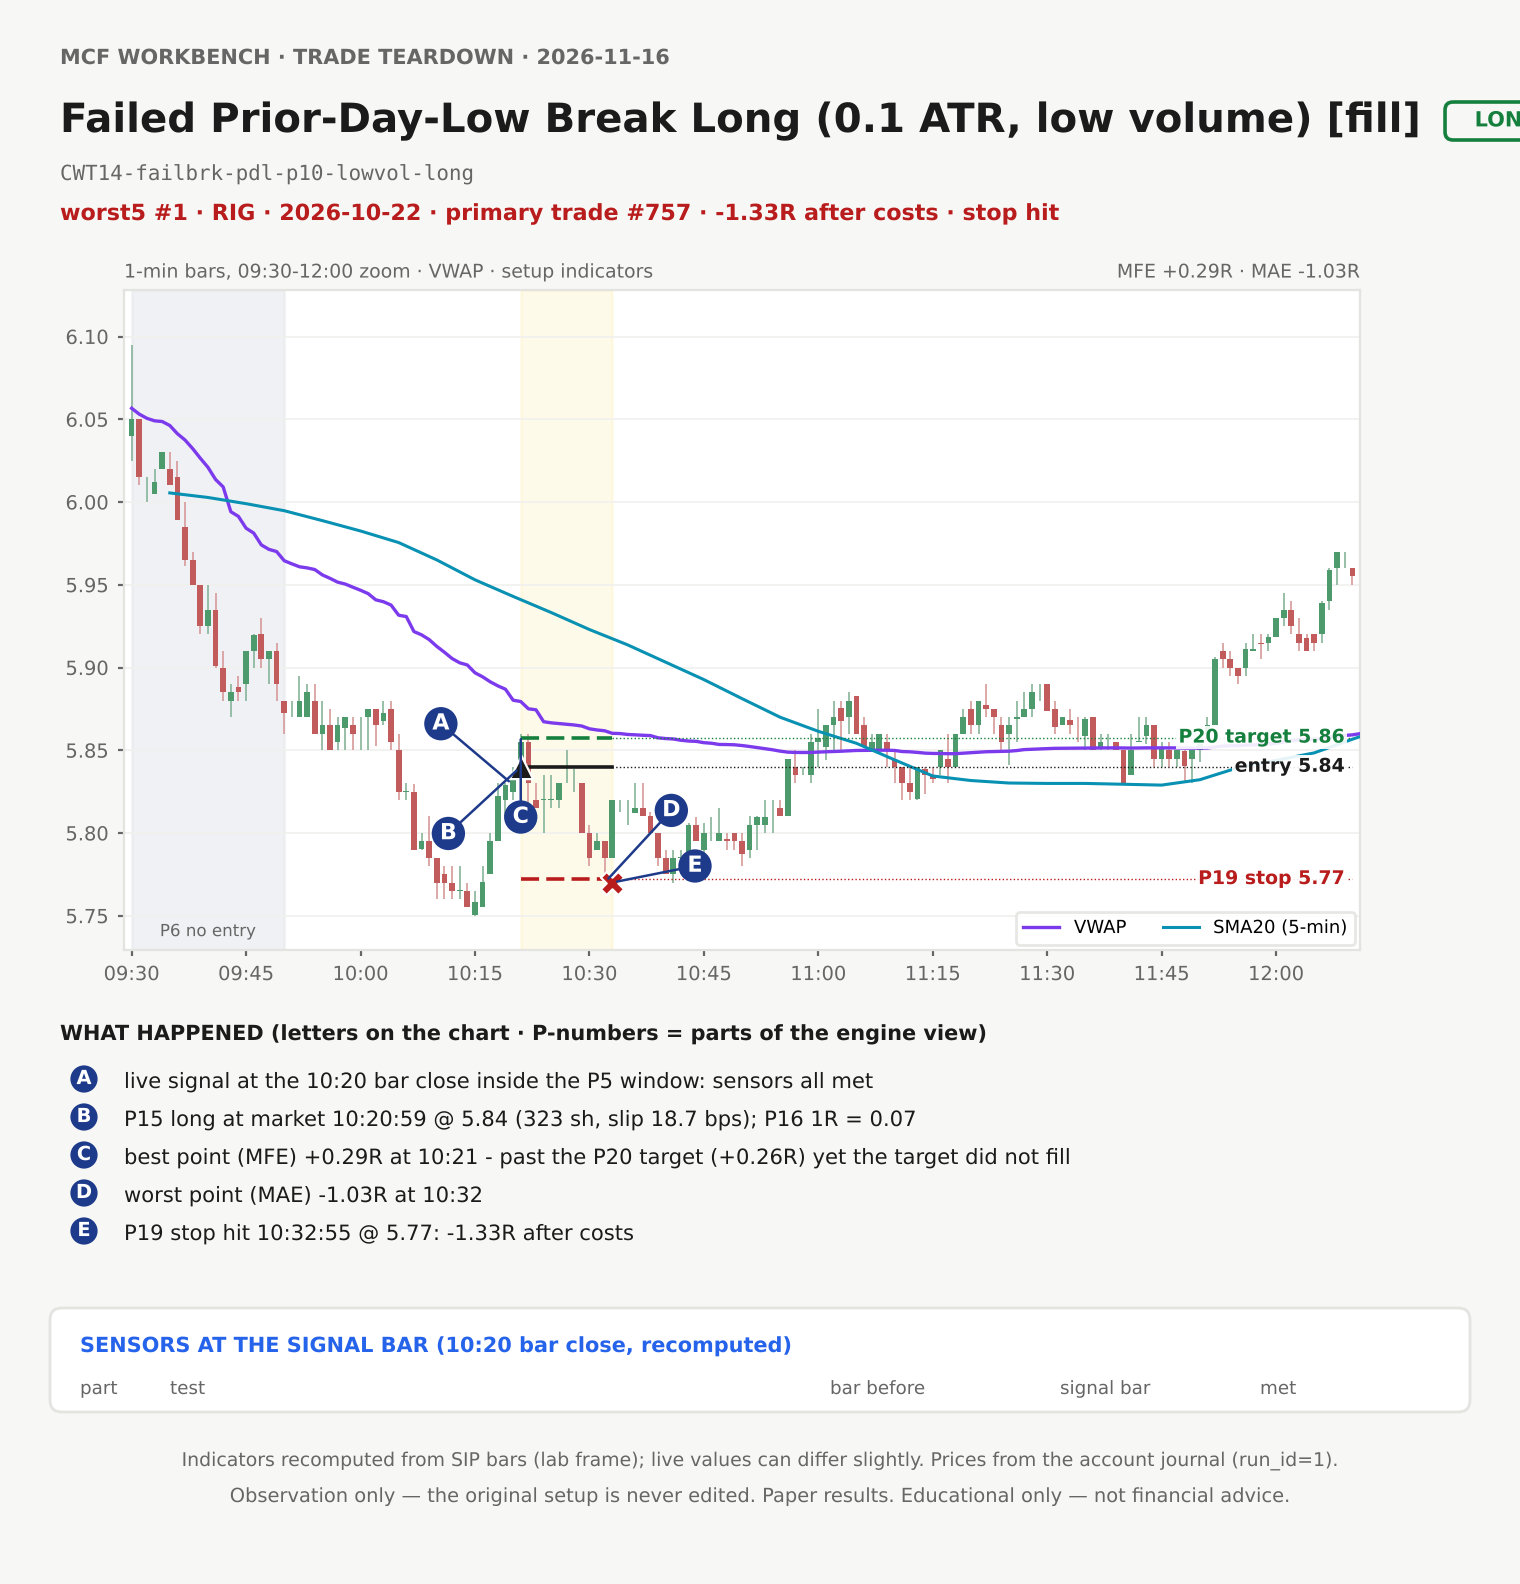 MCF WORKBENCH · TRADE TEARDOWN · 2026-11-16
Failed Prior-Day-Low Break Long (0.1 ATR, low volume) [fill] LON
CWT14-failbrk-pdl-p10-lowvol-long
worst5 #1 · RIG · 2026-10-22 · primary trade #757 · -1.33R after costs · stop hit
1-min bars, 09:30-12:00 zoom · VWAP · setup indicators MFE +0.29R · MAE -1.03R
6.10
6.05
6.00
5.95
5.90
5.85
5.80
5.75
A
B
C
D
E
P20 target 5.86
entry 5.84
P19 stop 5.77
P6 no entry
VWAP SMA20 (5-min)
09:30 09:45 10:00 10:15 10:30 10:45 11:00 11:15 11:30 11:45 12:00
WHAT HAPPENED (letters on the chart · P-numbers = parts of the engine view)
A live signal at the 10:20 bar close inside the P5 window: sensors all met
B P15 long at market 10:20:59 @ 5.84 (323 sh, slip 18.7 bps); P16 1R = 0.07
C best point (MFE) +0.29R at 10:21 - past the P20 target (+0.26R) yet the target did not fill
D worst point (MAE) -1.03R at 10:32
E P19 stop hit 10:32:55 @ 5.77: -1.33R after costs
SENSORS AT THE SIGNAL BAR (10:20 bar close, recomputed)
part test bar before signal bar met
Indicators recomputed from SIP bars (lab frame); live values can differ slightly. Prices from the account journal (run_id=1).
Observation only — the original setup is never edited. Paper results. Educational only — not financial advice.